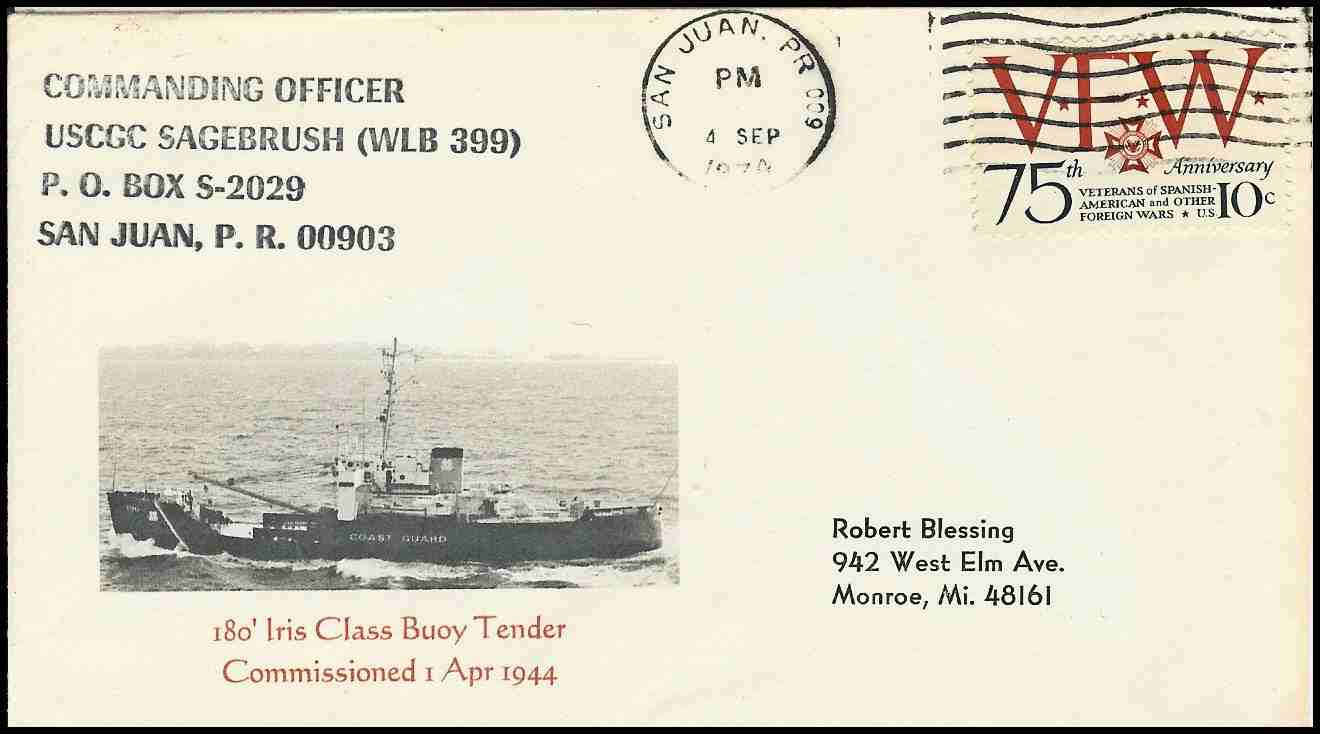 COMMANDING OFFICER
USCGC SAGEBRUSH (WLB 399)
P. O. BOX S-2029
SAN JUAN, P. R. 00903
SAN JUAN, PR 009
PM
4 SEP
VFW
75th Anniversary
VETERANS of SPANISH-
AMERICAN and OTHER
FOREIGN WARS ★ U.S 10c
COAST GUARD
180' Iris Class Buoy Tender
Commissioned 1 Apr 1944
Robert Blessing
942 West Elm Ave.
Monroe, Mi. 48161